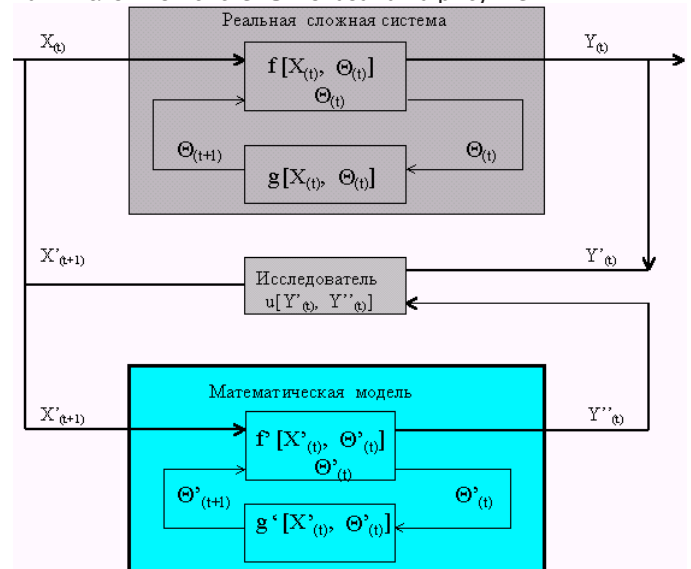 Реальная сложная система
X(t)
Y(t)
f [X(t), Θ(t)]
Θ(t)
Θ(t+1)
Θ(t)
g[X(t), Θ(t)]
X’(t+1)
Y’(t)
Исследователь
u[Y’(t), Y’’(t)]
Математическая модель
X’(t+1)
Y’’(t)
f’ [X’(t), Θ’(t)]
Θ’(t)
Θ’(t+1)
Θ’(t)
g‘ [X’(t), Θ’(t)]